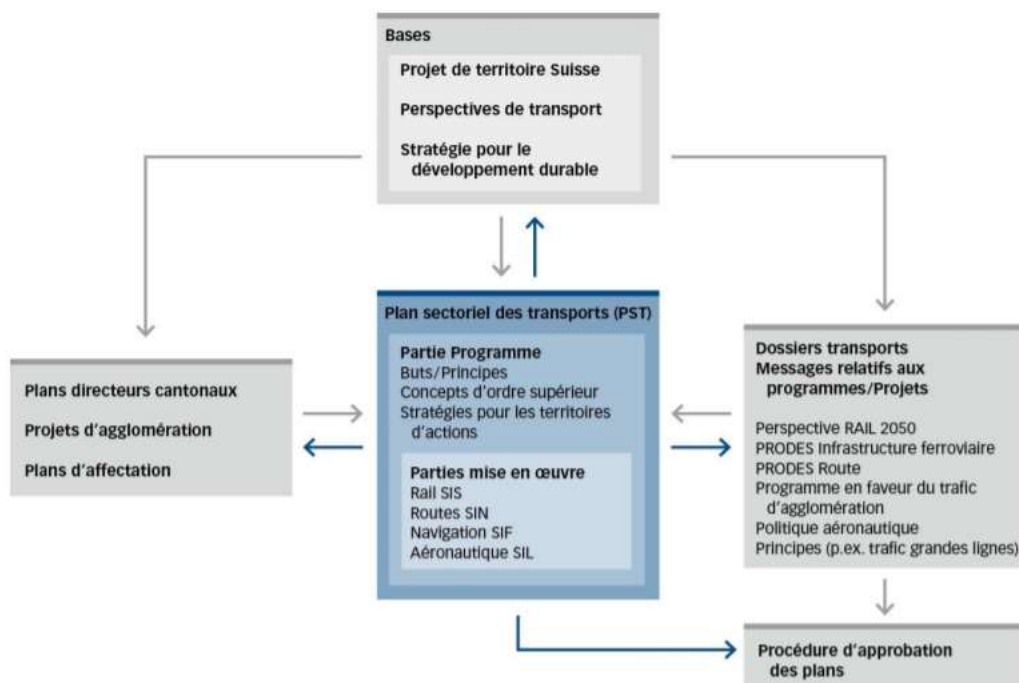 Bases
Projet de territoire Suisse
Perspectives de transport
Stratégie pour le
développement durable
Plan sectoriel des transports (PST)
Partie Programme
Buts/Principes
Concepts d'ordre supérieur
Stratégies pour les territoires
d'actions
Parties mise en œuvre
Rail SIS
Routes SIN
Navigation SIF
Aéronautique SIL
Plans directeurs cantonaux
Projets d'agglomération
Plans d'affectation
Dossiers transports
Messages relatifs aux
programmes/Projets
Perspective RAIL 2050
PRODES Infrastructure ferroviaire
PRODES Route
Programme en faveur du trafic
d'agglomération
Politique aéronautique
Principes (p.ex. trafic grandes lignes)
Procédure d'approbation
des plans